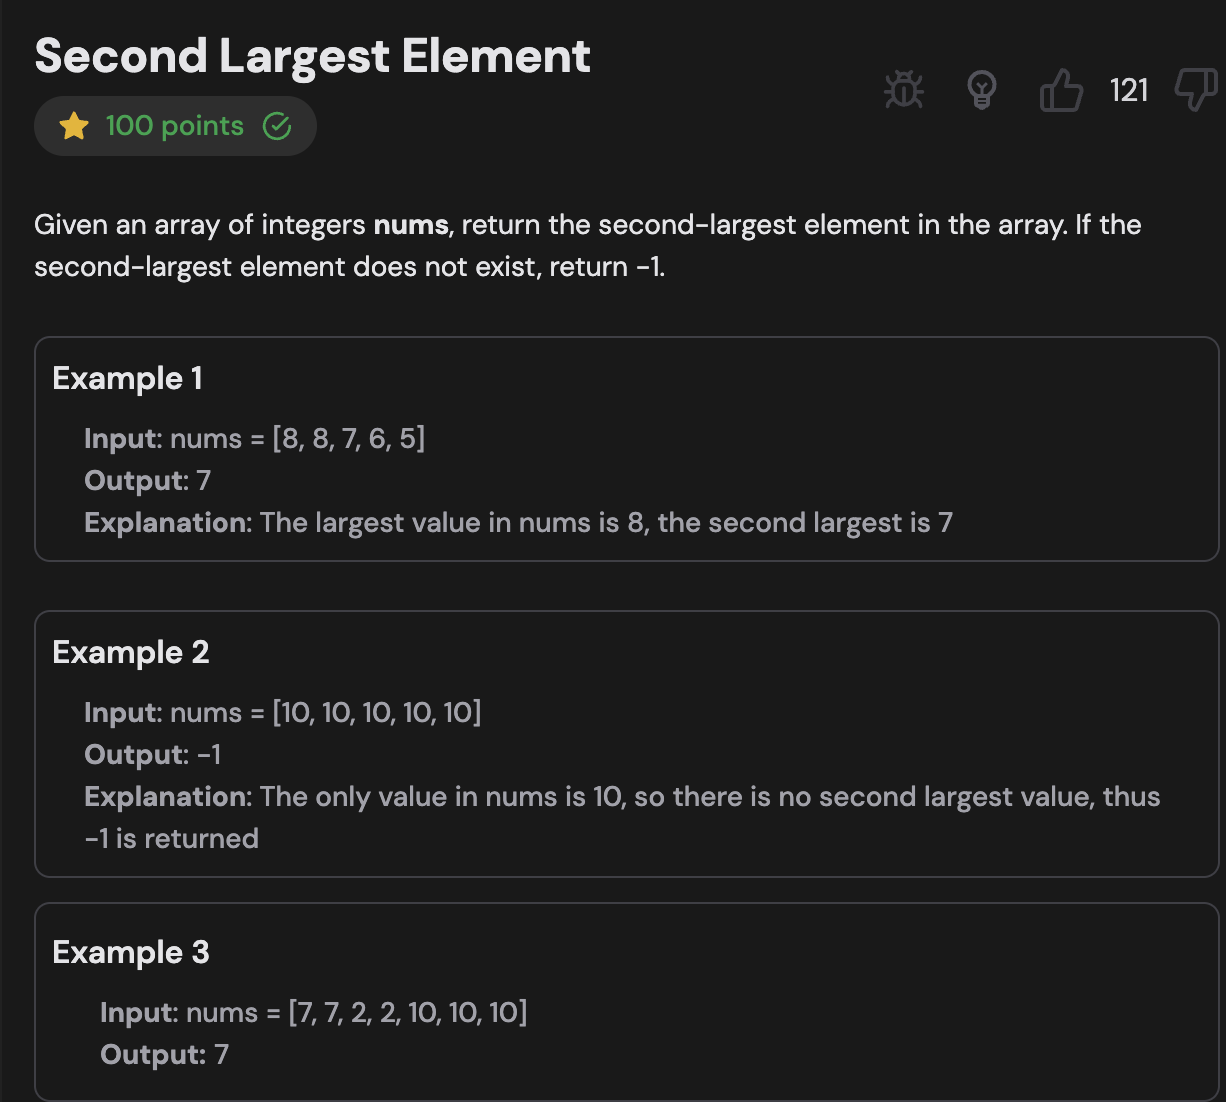 Second Largest Element
121
100 points
Given an array of integers nums, return the second-largest element in the array. If the
second-largest element does not exist, return -1.
Example 1
Input: nums = [8, 8, 7, 6, 5]
Output: 7
Explanation: The largest value in nums is 8, the second largest is 7
Example 2
Input: nums = [10, 10, 10, 10, 10]
Output: -1
Explanation: The only value in nums is 10, so there is no second largest value, thus
-1 is returned
Example 3
Input: nums = [7, 7, 2, 2, 10, 10, 10]
Output: 7